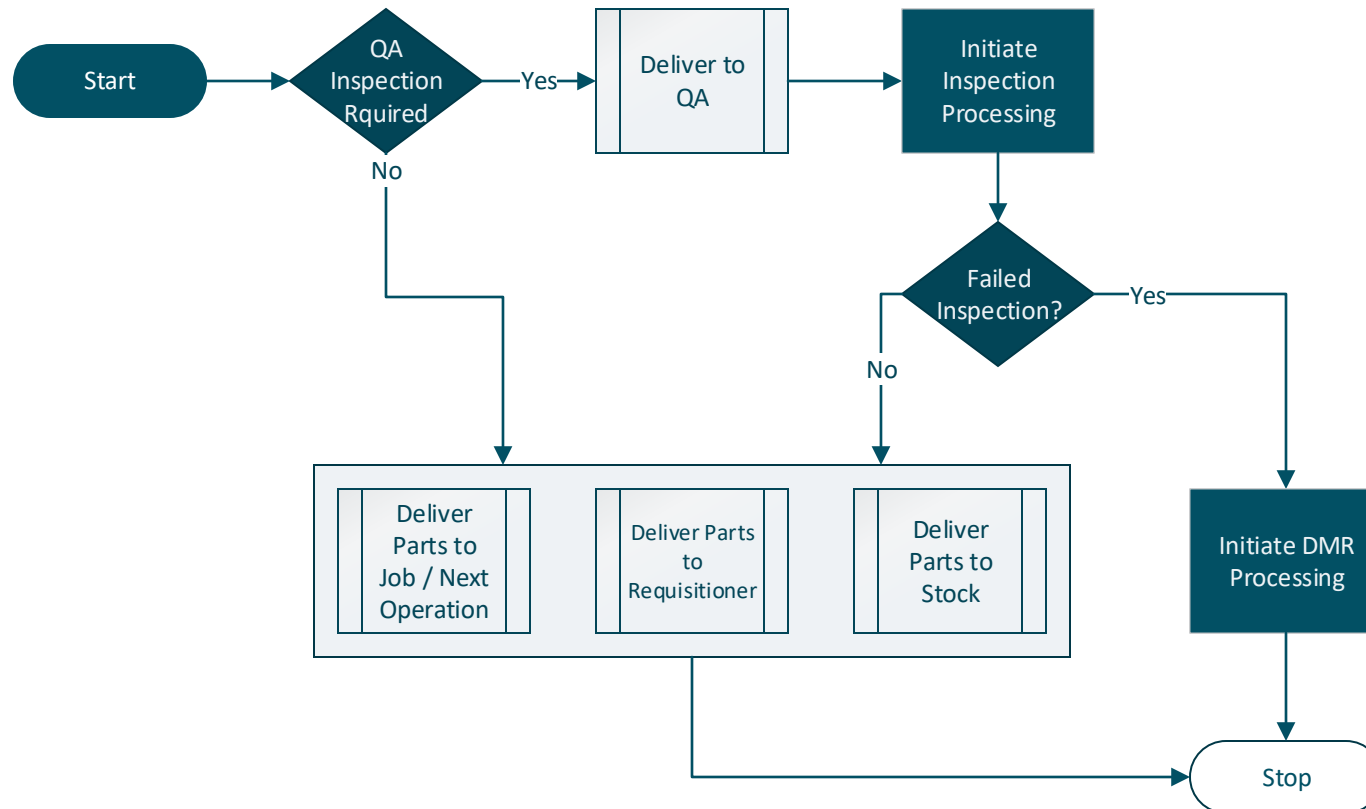 Start
QA
Inspection
Rquired
Yes
Deliver to
QA
Initiate
Inspection
Processing
No
Failed
Inspection?
Yes
No
Deliver
Parts to
Job / Next
Operation
Deliver Parts
to
Requisitioner
Deliver
Parts to
Stock
Initiate DMR
Processing
Stop